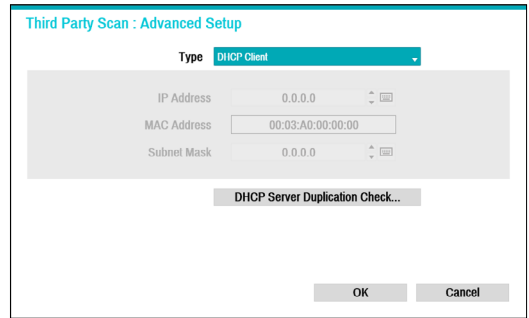 Third Party Scan : Advanced Setup
Type DHCP Client
IP Address 0.0.0.0
MAC Address 00:03:A0:00:00:00
Subnet Mask 0.0.0.0
DHCP Server Duplication Check...
OK Cancel